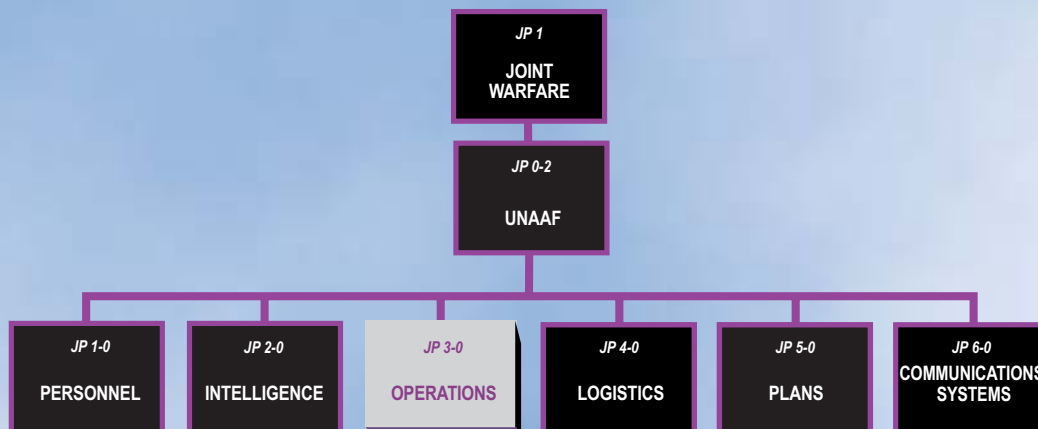 JP 1
JOINT
WARFARE
JP 0-2
UNAAF
JP 1-0
PERSONNEL
JP 2-0
INTELLIGENCE
JP 3-0
OPERATIONS
JP 4-0
LOGISTICS
JP 5-0
PLANS
JP 6-0
COMMUNICATIONS
SYSTEMS